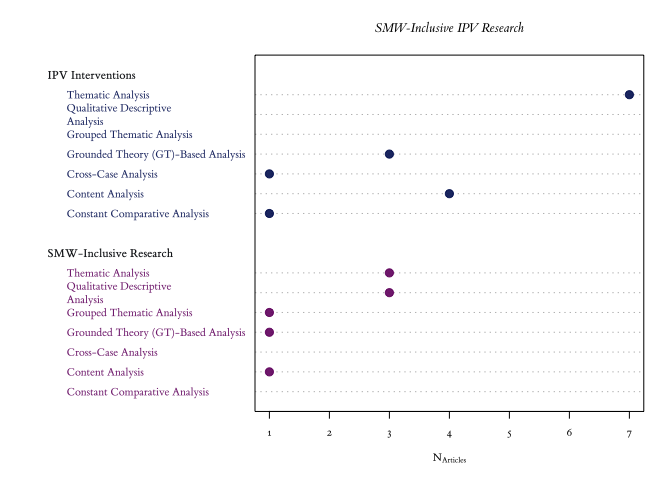 SMW-Inclusive IPV Research
IPV Interventions
Thematic Analysis
Qualitative Descriptive
Analysis
Grouped Thematic Analysis
Grounded Theory (GT)-Based Analysis
Cross-Case Analysis
Content Analysis
Constant Comparative Analysis
SMW-Inclusive Research
Thematic Analysis
Qualitative Descriptive
Analysis
Grouped Thematic Analysis
Grounded Theory (GT)-Based Analysis
Cross-Case Analysis
Content Analysis
Constant Comparative Analysis
1 2 3 4 5 6 7
NArticles